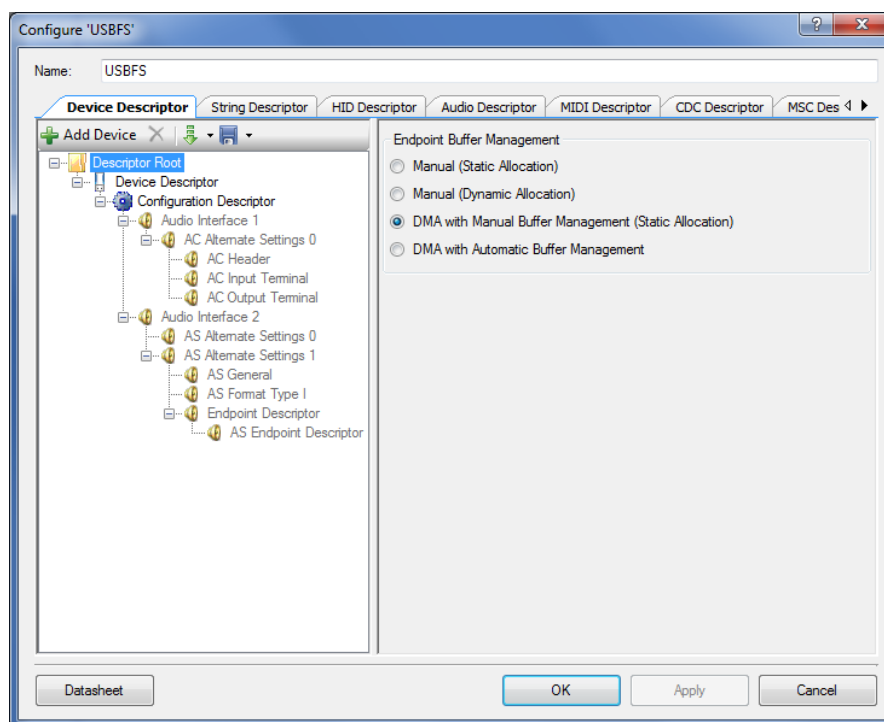 Configure 'USBFS'
Name: USBFS
Device Descriptor String Descriptor HID Descriptor Audio Descriptor MIDI Descriptor CDC Descriptor MSC Des
Add Device
Descriptor Root
Device Descriptor
Configuration Descriptor
Audio Interface 1
AC Alternate Settings 0
AC Header
AC Input Terminal
AC Output Terminal
Audio Interface 2
AS Alternate Settings 0
AS Alternate Settings 1
AS General
AS Format Type I
Endpoint Descriptor
AS Endpoint Descriptor
Endpoint Buffer Management
Manual (Static Allocation)
Manual (Dynamic Allocation)
DMA with Manual Buffer Management (Static Allocation)
DMA with Automatic Buffer Management
Datasheet OK Apply Cancel